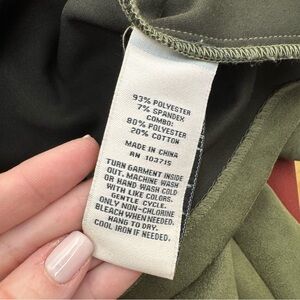 93% POLYESTER
7% SPANDEX
COMBO:
80% POLYESTER
20% COTTON
MADE IN CHINA
RN 103715
TURN GARMENT INSIDE
OUT. MACHINE WASH
OR HAND WASH COLD
WITH LIKE COLORS.
GENTLE CYCLE.
ONLY NON-CHLORINE
BLEACH WHEN NEEDED.
HANG TO DRY.
COOL IRON IF NEEDED.